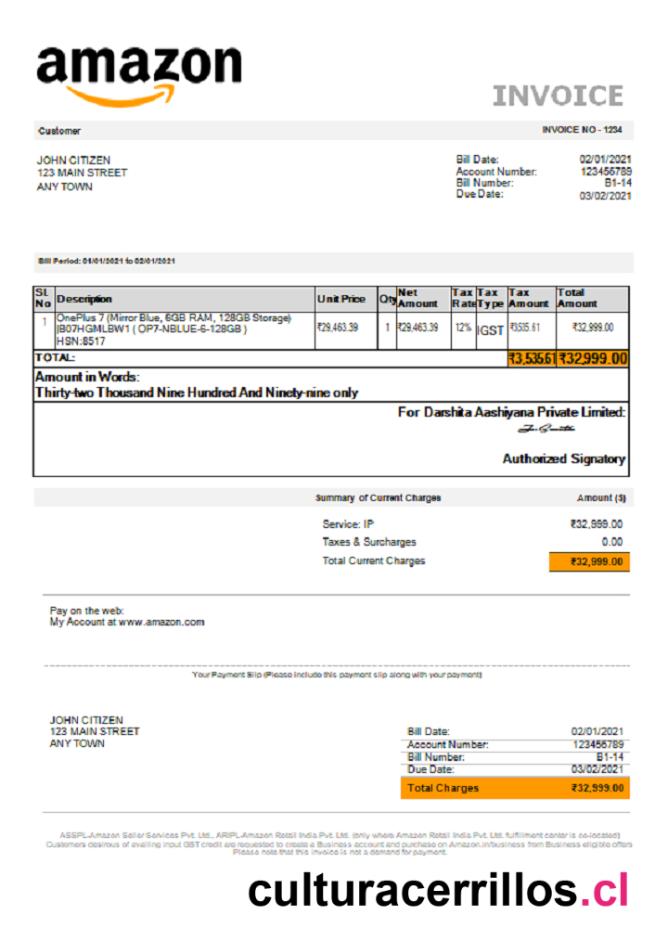 amazon
INVOICE
Customer INVOICE NO - 1234
JOHN CITIZEN
123 MAIN STREET
ANY TOWN
Bill Date: 02/01/2021
Account Number: 123456789
Bill Number: B1-14
Due Date: 03/02/2021
Bill Period: 01/01/2021 to 02/01/2021
SI. No Description Unit Price Qty Net Amount Tax Rate Tax Type Tax Amount Total Amount
1 OnePlus 7 (Mirror Blue, 6GB RAM, 128GB Storage) ₹29,463.39 1 ₹29,463.39 12% IGST ₹3535.61 ₹32,999.00
|B07HGMLBW1 ( OP7-NBLUE-6-128GB )
HSN:8517
TOTAL: ₹3,535.61 ₹32,999.00
Amount in Words:
Thirty-two Thousand Nine Hundred And Ninety-nine only
For Darshita Aashiyana Private Limited:
Authorized Signatory
Summary of Current Charges Amount ($)
Service: IP ₹32,999.00
Taxes & Surcharges 0.00
Total Current Charges ₹32,999.00
Pay on the web:
My Account at www.amazon.com
Your Payment Slip (Please include this payment slip along with your payment)
JOHN CITIZEN
123 MAIN STREET
ANY TOWN
Bill Date: 02/01/2021
Account Number: 123456789
Bill Number: B1-14
Due Date: 03/02/2021
Total Charges ₹32,999.00
ASSPL-Amazon Seller Services Pvt. Ltd., ARIPL-Amazon Retail India Pvt. Ltd. (only where Amazon Retail India Pvt. Ltd. fulfillment center is co-located)
Customers desirous of availing input GST credit are requested to create a Business account and purchase on Amazon.in/business from Business eligible offers
Please note that this invoice is not a demand for payment.
culturacerrillos.cl